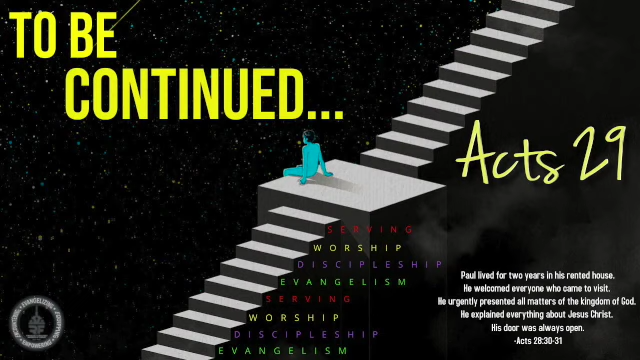 TO BE
CONTINUED...
Acts 29
SERVING
WORSHIP
DISCIPLESHIP
EVANGELISM
SERVING
WORSHIP
DISCIPLESHIP
EVANGELISM
Paul lived for two years in his rented house.
He welcomed everyone who came to visit.
He urgently presented all matters of the kingdom of God.
He explained everything about Jesus Christ.
His door was always open.
-Acts 28:30-31